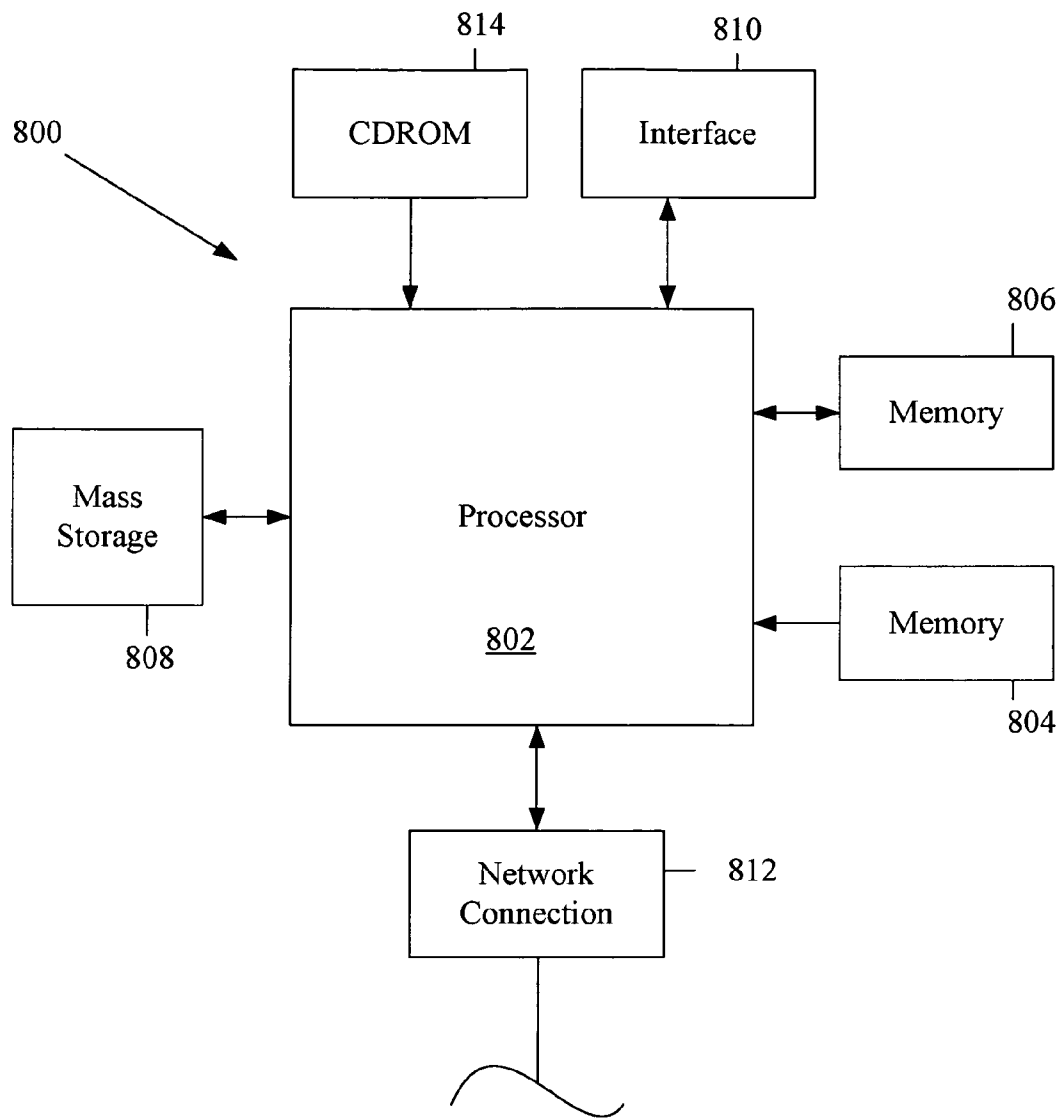 814
810
800
CDROM
Interface
806
Memory
Mass
Storage
808
Processor
802
Memory
804
Network
Connection
812